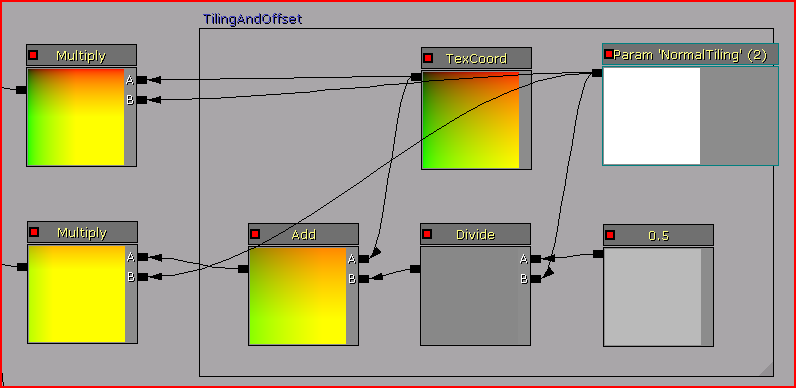 TilingAndOffset
Multiply
A
B
TexCoord
Param 'NormalTiling' (2)
Multiply
A
B
Add
A
B
Divide
A
B
0.5